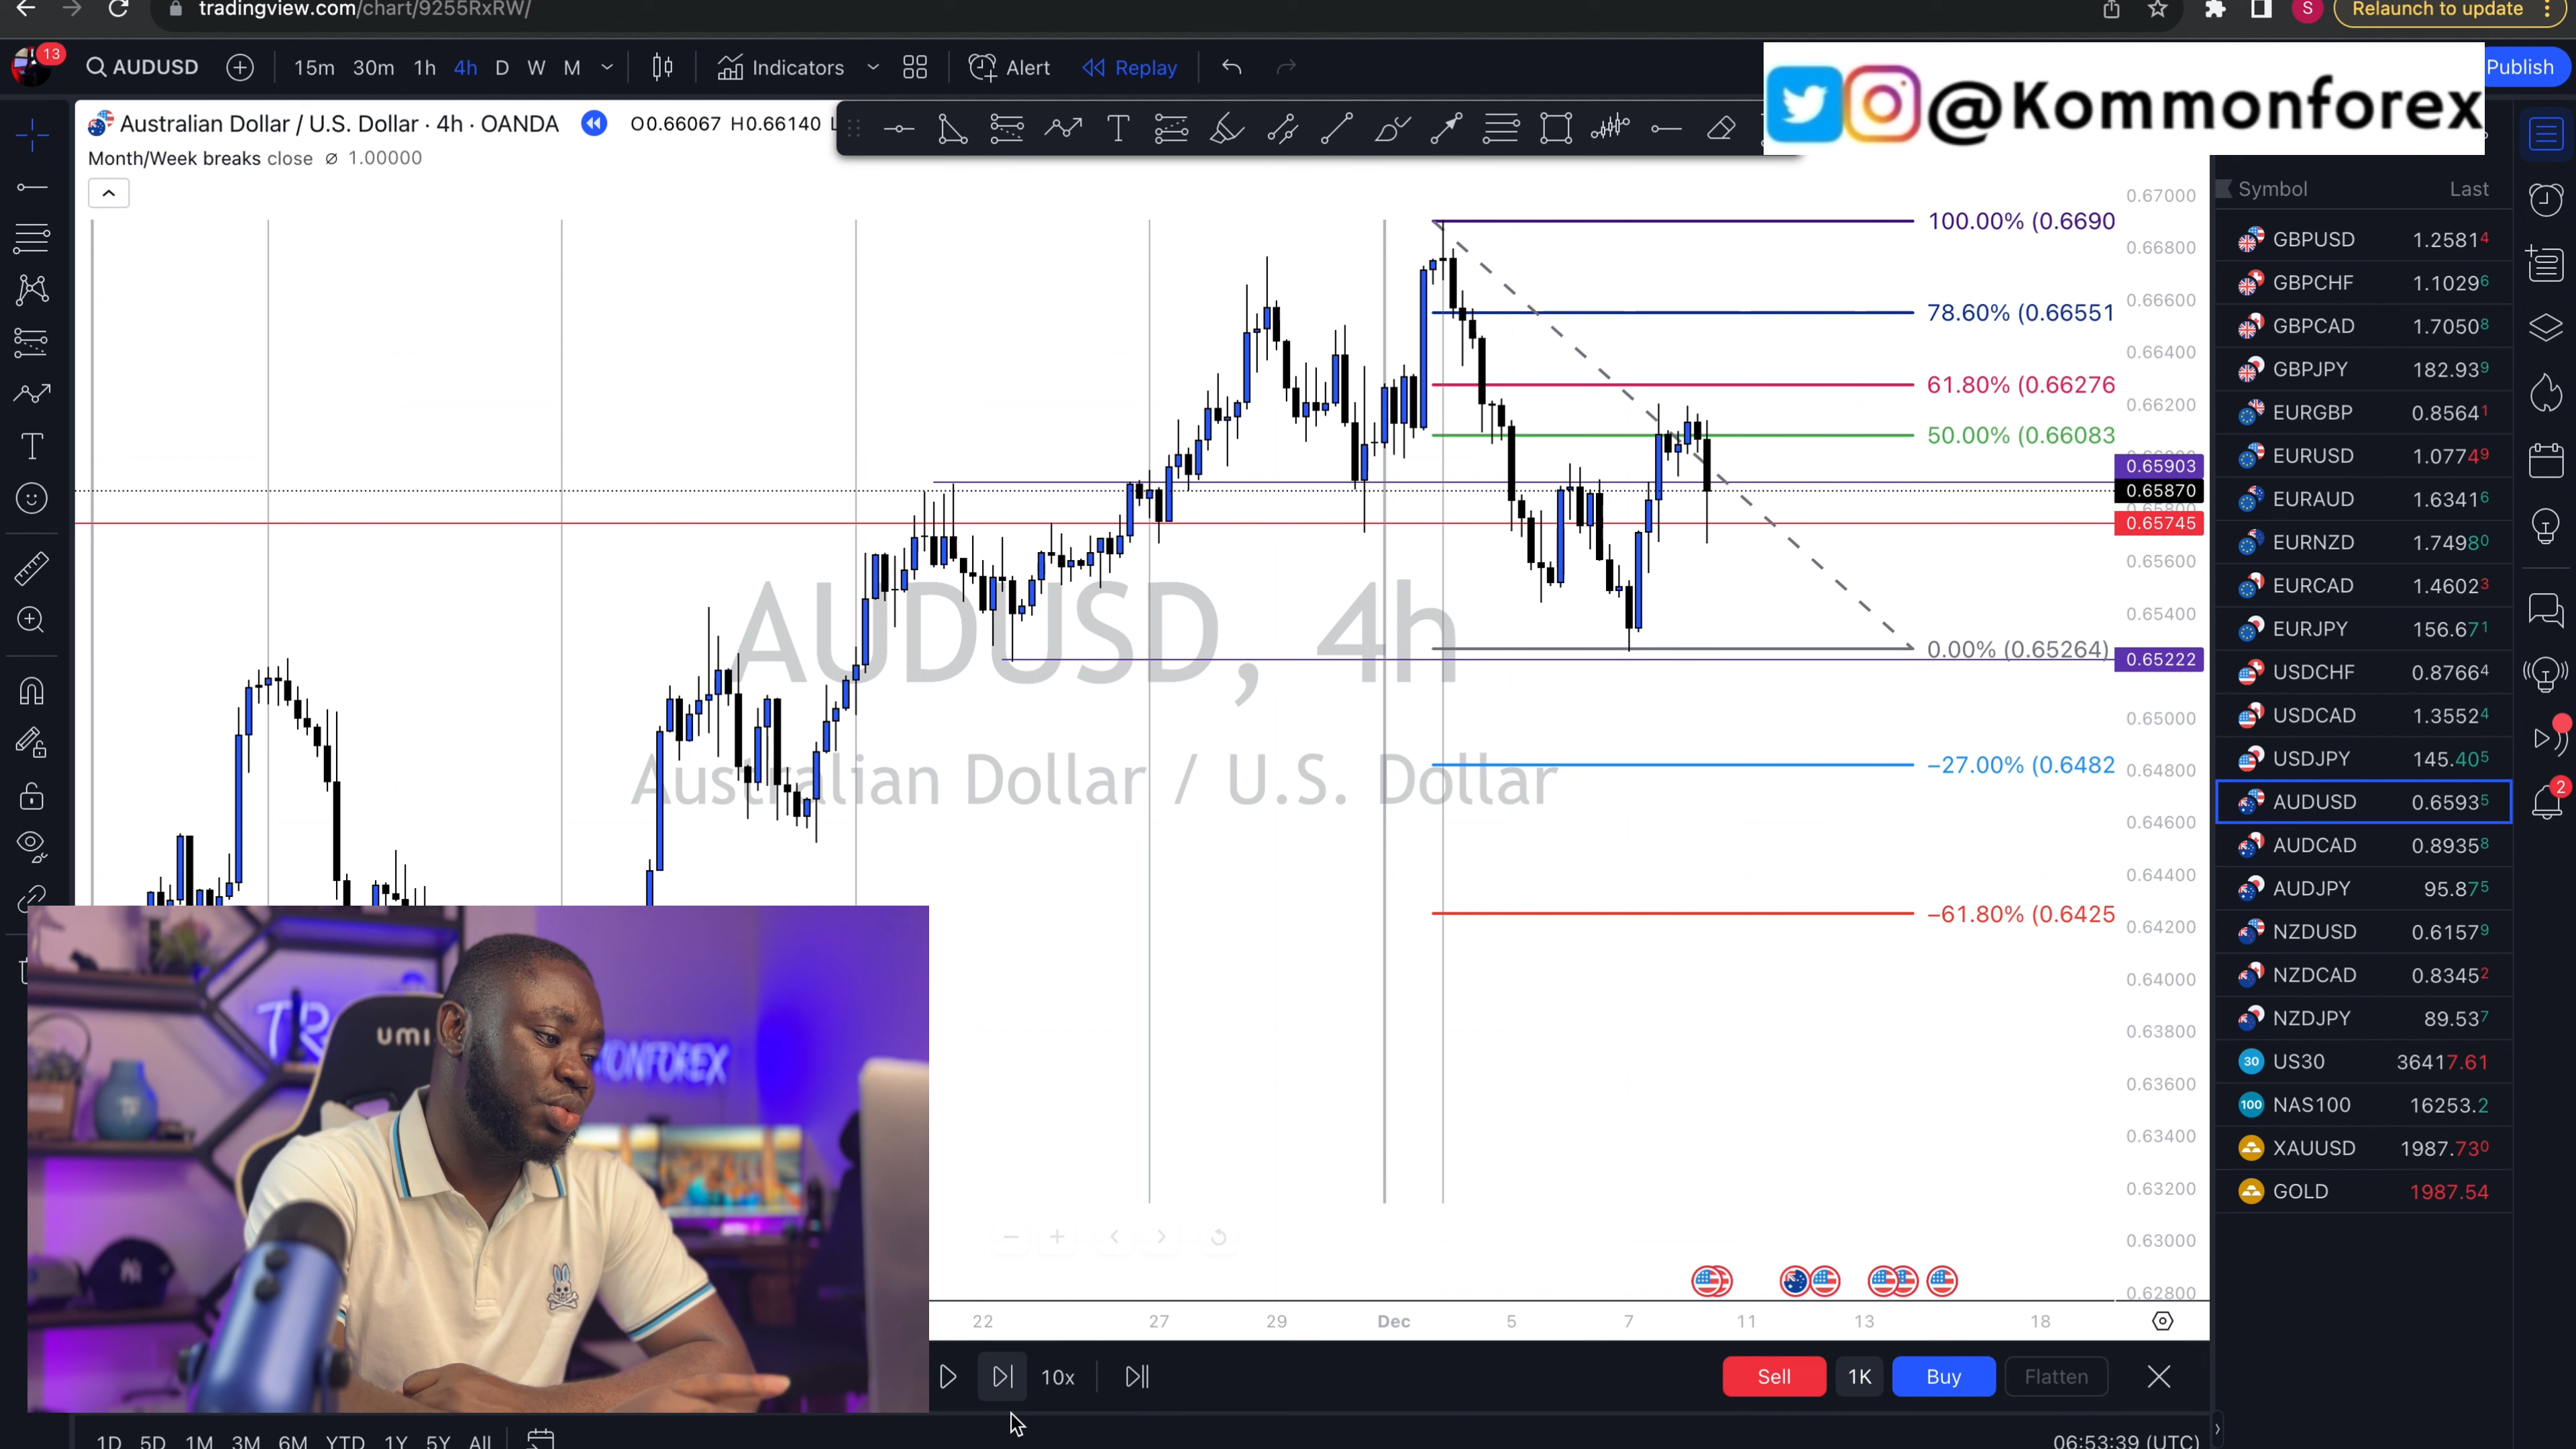 tradingview.com/chart/9255RxRW/
S
Relaunch to update
13
AUDUSD
15m 30m 1h 4h D W M
Indicators
Alert
Replay
@Kommonforex
Publish
Australian Dollar / U.S. Dollar · 4h · OANDA
O0.66067 H0.66140
Month/Week breaks close ⌀ 1.00000
AUDUSD, 4h
Australian Dollar / U.S. Dollar
100.00% (0.6690
78.60% (0.66551
61.80% (0.66276
50.00% (0.66083
0.00% (0.65264)
−27.00% (0.6482
−61.80% (0.6425
0.67000
0.66800
0.66600
0.66400
0.66200
0.65903
0.65870
0.65745
0.65600
0.65400
0.65222
0.65000
0.64800
0.64600
0.64400
0.64200
0.64000
0.63800
0.63600
0.63400
0.63200
0.63000
0.62800
Symbol Last
GBPUSD 1.25814
GBPCHF 1.10296
GBPCAD 1.70508
GBPJPY 182.939
EURGBP 0.85641
EURUSD 1.07749
EURAUD 1.63416
EURNZD 1.74980
EURCAD 1.46023
EURJPY 156.671
USDCHF 0.87664
USDCAD 1.35524
USDJPY 145.405
AUDUSD 0.65935
AUDCAD 0.89358
AUDJPY 95.875
NZDUSD 0.61579
NZDCAD 0.83452
NZDJPY 89.537
30 US30 36417.61
100 NAS100 16253.2
XAUUSD 1987.730
GOLD 1987.54
2
umi
22 27 29 Dec 5 7 11 13 18
10x
Sell 1K Buy Flatten
1D 5D 1M 3M 6M YTD 1Y 5Y All
06:53:39 (UTC)